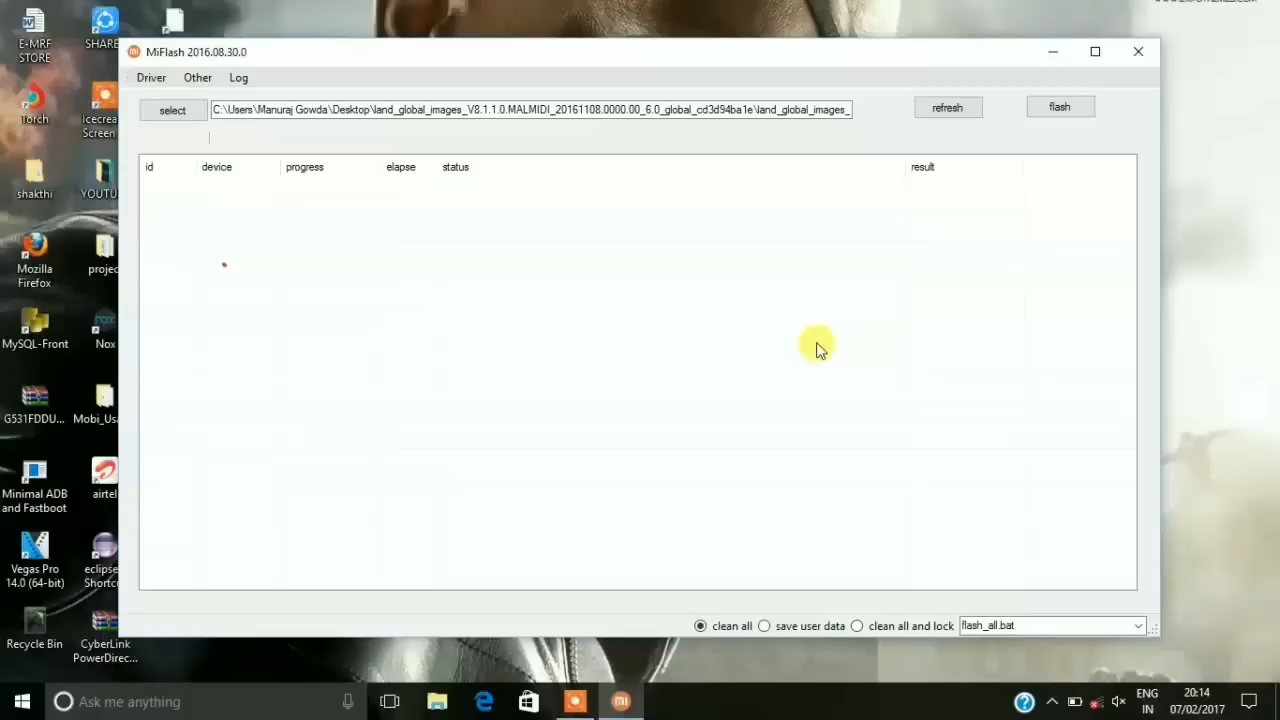 E-MRF
STORE
SHARE
MiFlash 2016.08.30.0
Driver Other Log
select C:\Users\Manuraj Gowda\Desktop\land_global_images_V8.1.1.0.MALMIDI_20161108.0000.00_6.0_global_cd3d94ba1e\land_global_images_ refresh flash
id device progress elapse status result
Torch
Icecrea
Screen
shakthi
YOUTU
Mozilla
Firefox
projec
MySQL-Front
Nox
G531FDDU...
Mobi_Usa
Minimal ADB
and Fastboot
airtel
Vegas Pro
14.0 (64-bit)
eclipse
Shortc
Recycle Bin
CyberLink
PowerDirec...
clean all save user data clean all and lock flash_all.bat
Ask me anything
ENG
IN
20:14
07/02/2017